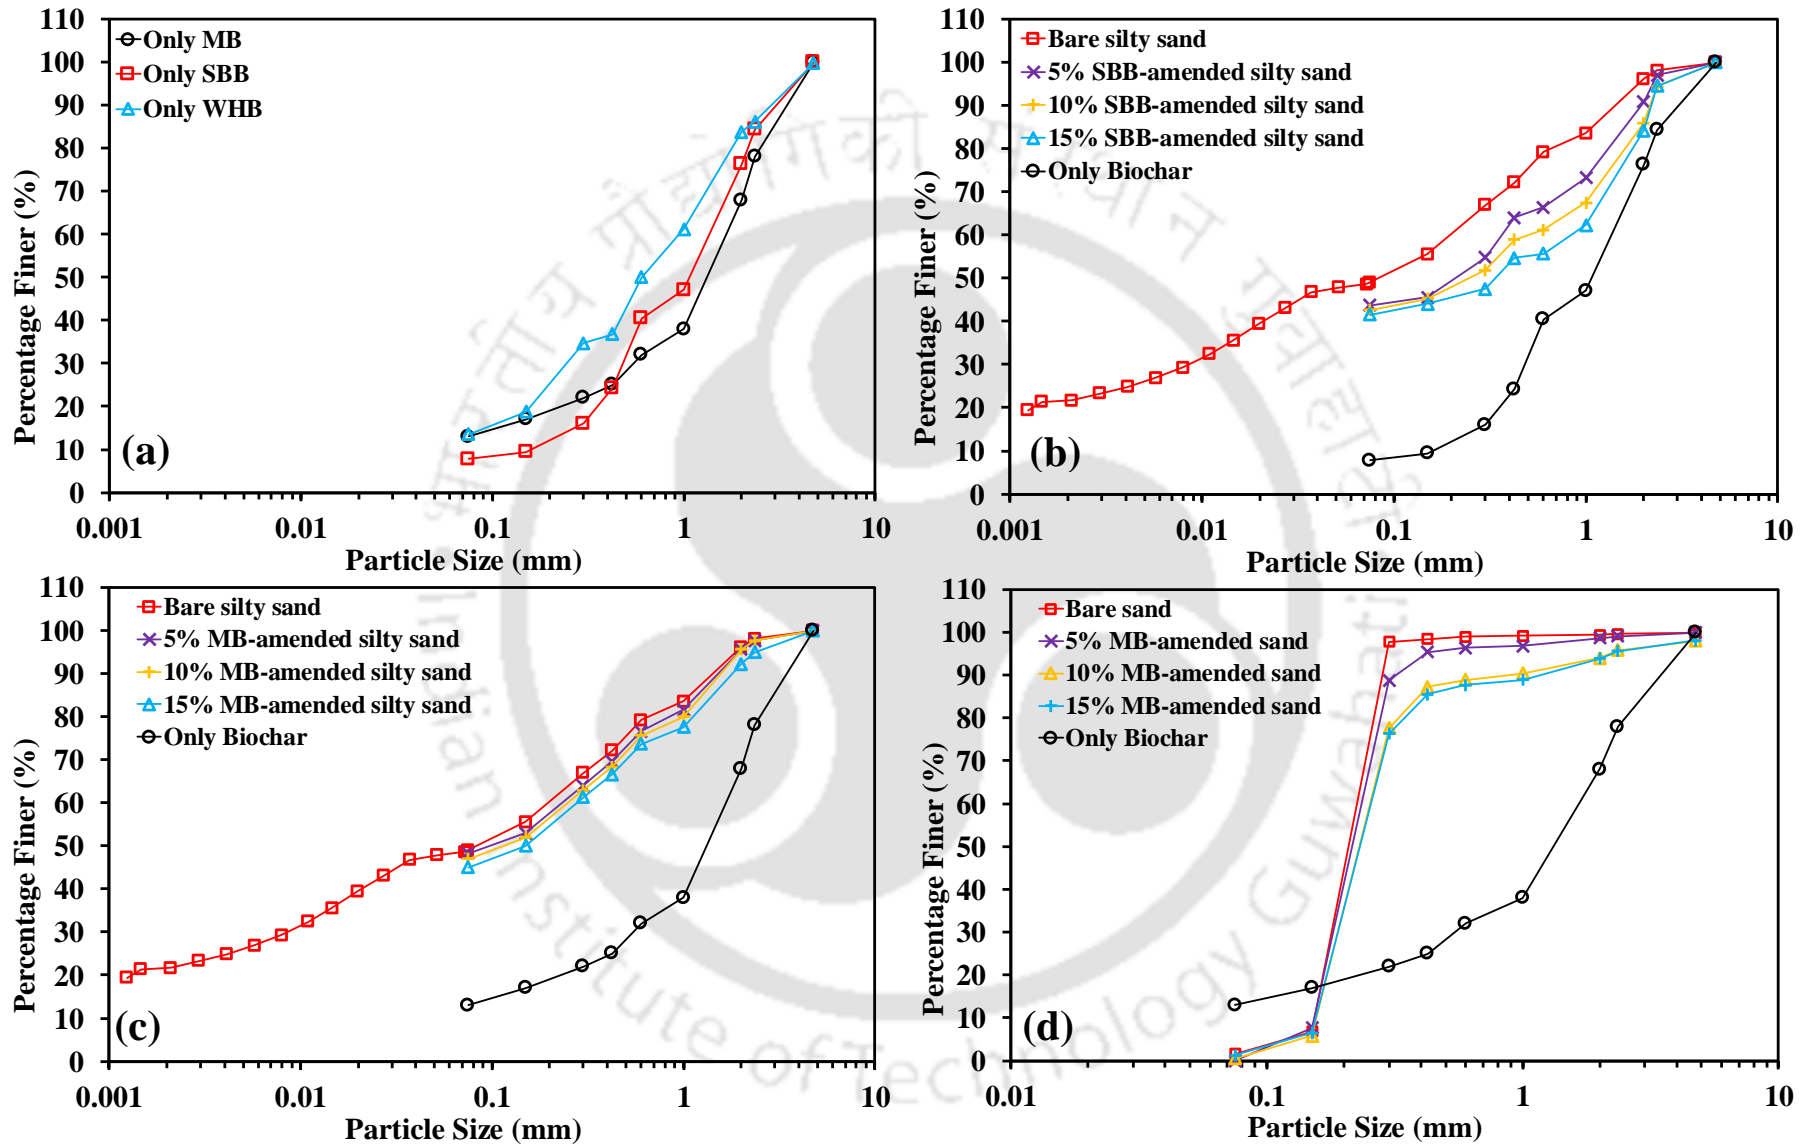 110
100
90
80
70
60
50
40
30
20
10
0
Percentage Finer (%)
Only MB
Only SBB
Only WHB
(a)
0.001
0.01
0.1
1
10
Particle Size (mm)
110
100
90
80
70
60
50
40
30
20
10
0
Percentage Finer (%)
Bare silty sand
5% SBB-amended silty sand
10% SBB-amended silty sand
15% SBB-amended silty sand
Only Biochar
(b)
0.001
0.01
0.1
1
10
Particle Size (mm)
110
100
90
80
70
60
50
40
30
20
10
0
Percentage Finer (%)
Bare silty sand
5% MB-amended silty sand
10% MB-amended silty sand
15% MB-amended silty sand
Only Biochar
(c)
0.001
0.01
0.1
1
10
Particle Size (mm)
110
100
90
80
70
60
50
40
30
20
10
0
Percentage Finer (%)
Bare sand
5% MB-amended sand
10% MB-amended sand
15% MB-amended sand
Only Biochar
(d)
0.01
0.1
1
10
Particle Size (mm)
Indian Institute of Technology Guwahati